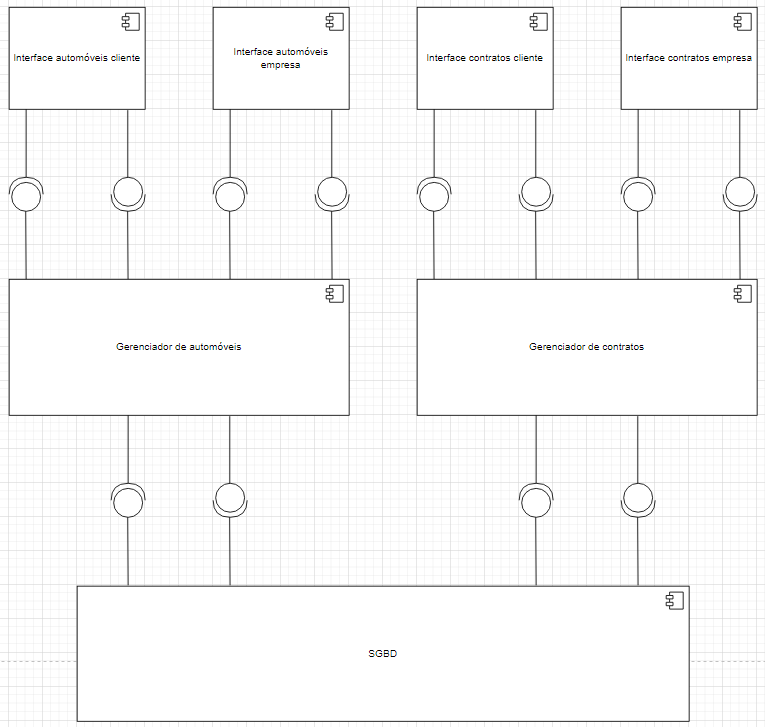 Interface automóveis cliente
Interface automóveis
empresa
Interface contratos cliente
Interface contratos empresa
Gerenciador de automóveis
Gerenciador de contratos
SGBD